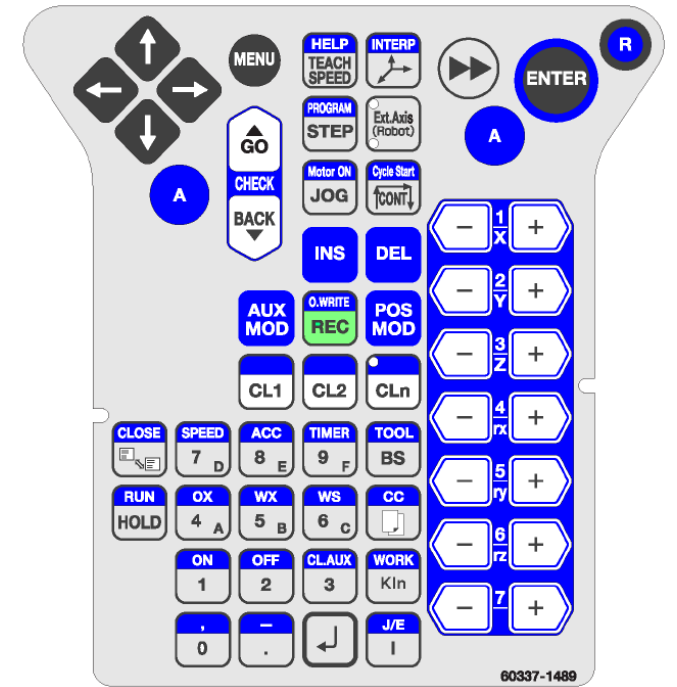 R
MENU
HELP
TEACH
SPEED
INTERP
ENTER
PROGRAM
STEP
Ext.Axis
(Robot)
A
GO
CHECK
BACK
A
Motor ON
JOG
Cycle Start
CONT
INS
DEL
− 1 X +
− 2 Y +
AUX
MOD
O.WRITE
REC
POS
MOD
− 3 Z +
CL1
CL2
CLn
− 4 rx +
CLOSE
SPEED
7 D
ACC
8 E
TIMER
9 F
TOOL
BS
− 5 ry +
RUN
HOLD
OX
4 A
WX
5 B
WS
6 C
CC
− 6 rz +
ON
1
OFF
2
CL.AUX
3
WORK
KIn
− 7 +
,
0
−
.
J/E
I
60337-1489